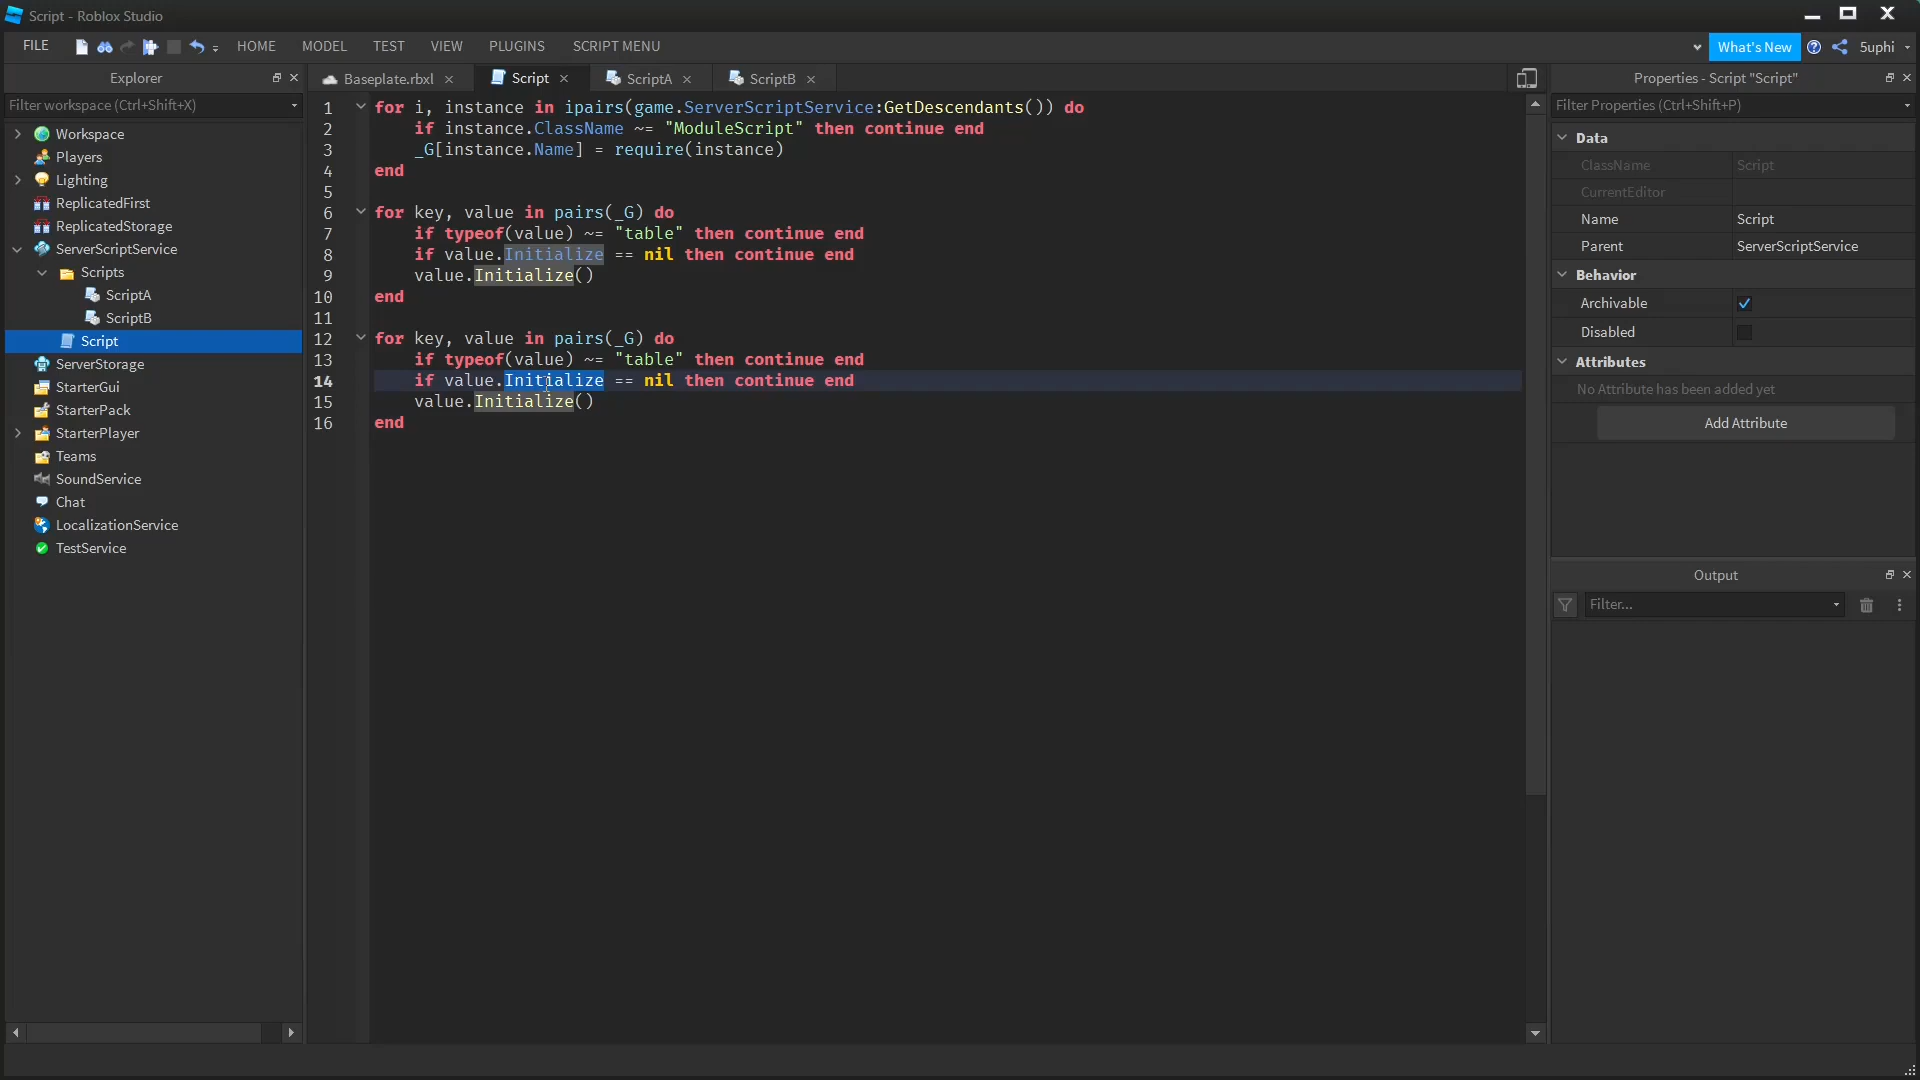 Script - Roblox Studio
FILE HOME MODEL TEST VIEW PLUGINS SCRIPT MENU What's New 5uphi
Explorer
Filter workspace (Ctrl+Shift+X)
Workspace
Players
Lighting
ReplicatedFirst
ReplicatedStorage
ServerScriptService
Scripts
ScriptA
ScriptB
Script
ServerStorage
StarterGui
StarterPack
StarterPlayer
Teams
SoundService
Chat
LocalizationService
TestService
Baseplate.rbxl Script ScriptA ScriptB
1 for i, instance in ipairs(game.ServerScriptService:GetDescendants()) do
2 if instance.ClassName ~= "ModuleScript" then continue end
3 _G[instance.Name] = require(instance)
4 end
5
6 for key, value in pairs(_G) do
7 if typeof(value) ~= "table" then continue end
8 if value.Initialize == nil then continue end
9 value.Initialize()
10 end
11
12 for key, value in pairs(_G) do
13 if typeof(value) ~= "table" then continue end
14 if value.Initialize == nil then continue end
15 value.Initialize()
16 end
Properties - Script "Script"
Filter Properties (Ctrl+Shift+P)
Data
ClassName Script
CurrentEditor
Name Script
Parent ServerScriptService
Behavior
Archivable
Disabled
Attributes
No Attribute has been added yet
Add Attribute
Output
Filter...